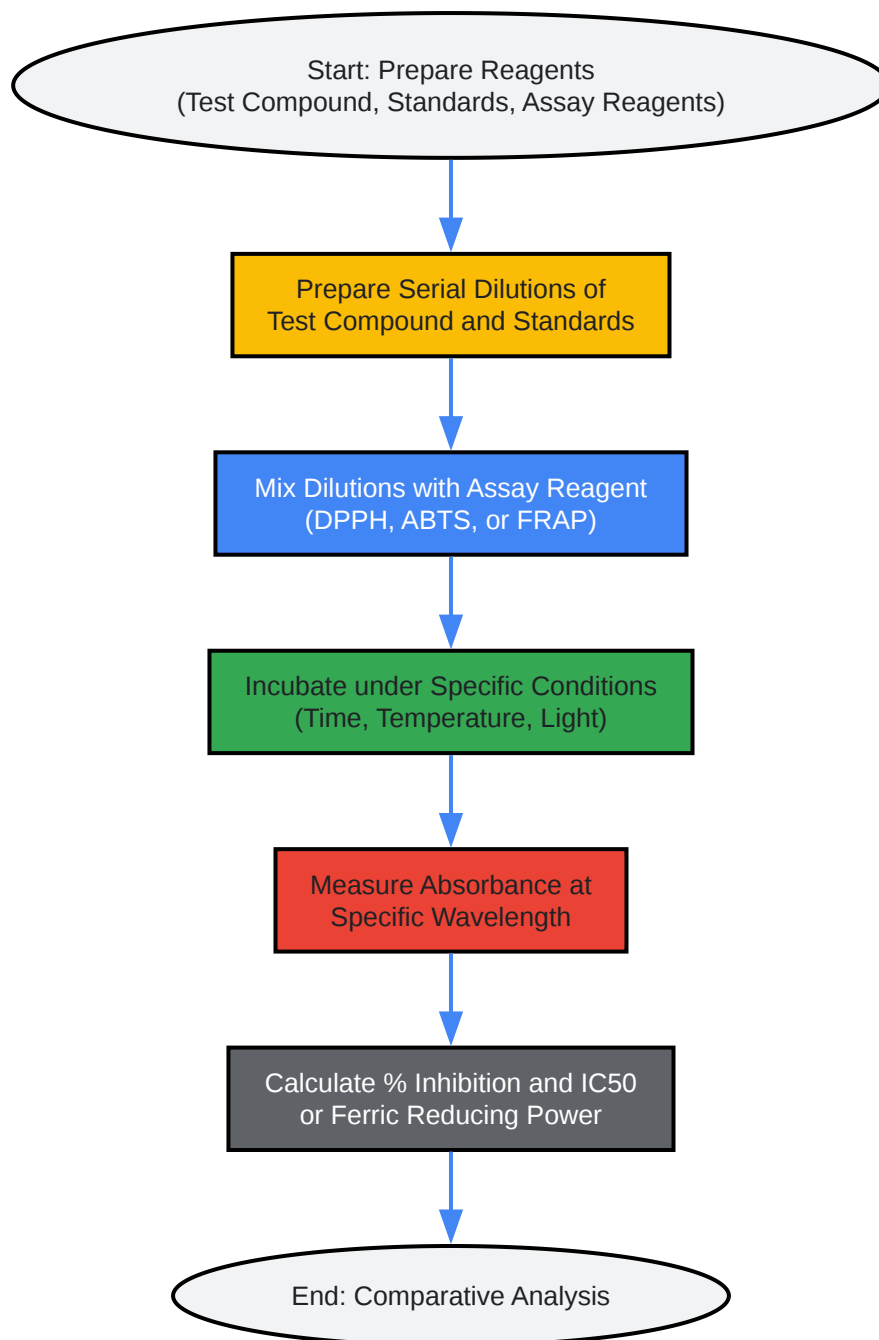 Start: Prepare Reagents
(Test Compound, Standards, Assay Reagents)
Prepare Serial Dilutions of
Test Compound and Standards
Mix Dilutions with Assay Reagent
(DPPH, ABTS, or FRAP)
Incubate under Specific Conditions
(Time, Temperature, Light)
Measure Absorbance at
Specific Wavelength
Calculate % Inhibition and IC50
or Ferric Reducing Power
End: Comparative Analysis